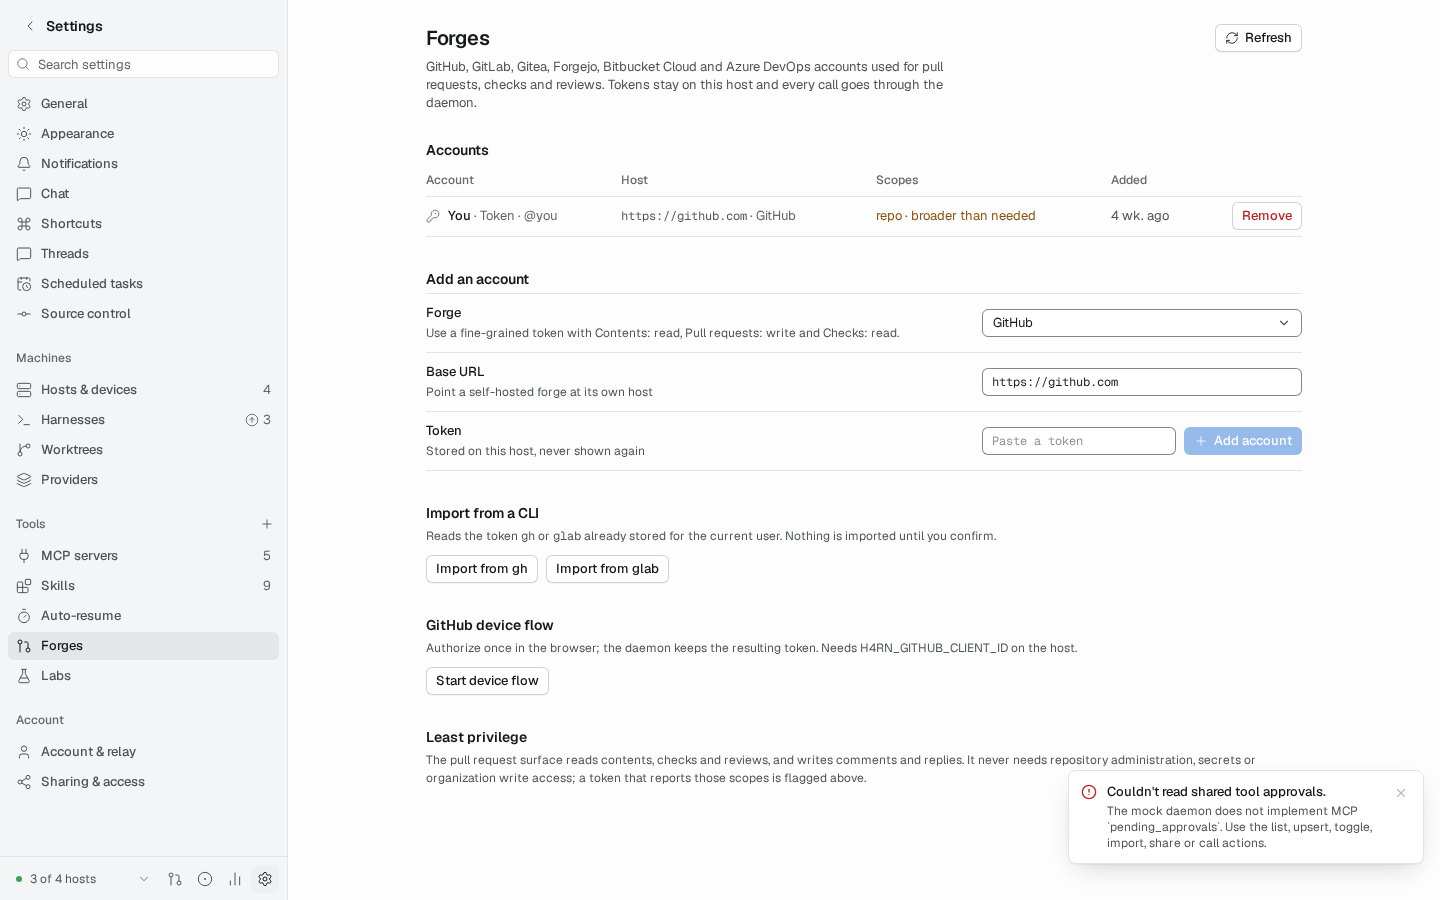 Settings
Search settings
General
Appearance
Notifications
Chat
Shortcuts
Threads
Scheduled tasks
Source control
Machines
Hosts & devices 4
Harnesses 3
Worktrees
Providers
Tools
MCP servers 5
Skills 9
Auto-resume
Forges
Labs
Account
Account & relay
Sharing & access
3 of 4 hosts
Forges
Refresh
GitHub, GitLab, Gitea, Forgejo, Bitbucket Cloud and Azure DevOps accounts used for pull
requests, checks and reviews. Tokens stay on this host and every call goes through the
daemon.
Accounts
Account Host Scopes Added
You · Token · @you https://github.com · GitHub repo · broader than needed 4 wk. ago Remove
Add an account
Forge
Use a fine-grained token with Contents: read, Pull requests: write and Checks: read.
GitHub
Base URL
Point a self-hosted forge at its own host
https://github.com
Token
Stored on this host, never shown again
Paste a token
Add account
Import from a CLI
Reads the token gh or glab already stored for the current user. Nothing is imported until you confirm.
Import from gh Import from glab
GitHub device flow
Authorize once in the browser; the daemon keeps the resulting token. Needs H4RN_GITHUB_CLIENT_ID on the host.
Start device flow
Least privilege
The pull request surface reads contents, checks and reviews, and writes comments and replies. It never needs repository administration, secrets or
organization write access; a token that reports those scopes is flagged above.
Couldn't read shared tool approvals.
The mock daemon does not implement MCP
`pending_approvals`. Use the list, upsert, toggle,
import, share or call actions.